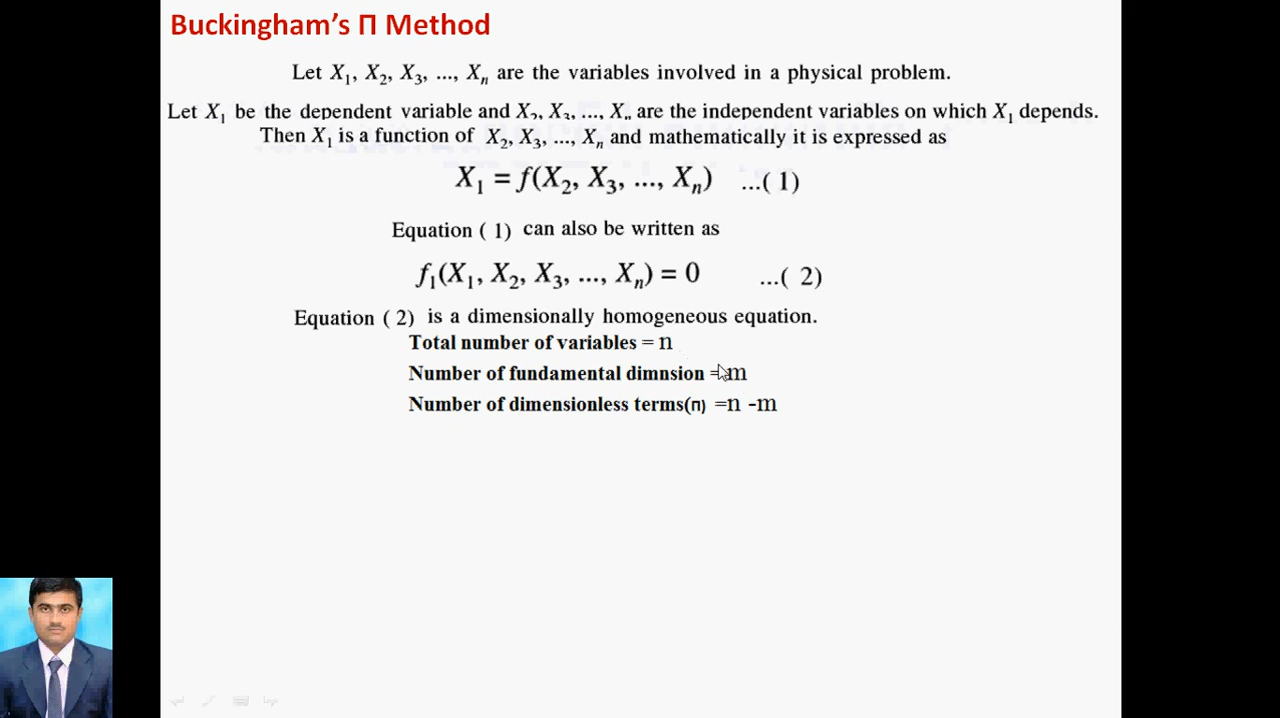 Buckingham's Π Method
Let X₁, X₂, X₃, ..., Xₙ are the variables involved in a physical problem.
Let X₁ be the dependent variable and X₂, X₃, ..., Xₙ are the independent variables on which X₁ depends.
Then X₁ is a function of X₂, X₃, ..., Xₙ and mathematically it is expressed as
X₁ = f(X₂, X₃, ..., Xₙ) ...( 1)
Equation ( 1) can also be written as
f₁(X₁, X₂, X₃, ..., Xₙ) = 0 ...( 2)
Equation ( 2) is a dimensionally homogeneous equation.
Total number of variables = n
Number of fundamental dimnsion = m
Number of dimensionless terms(π) =n -m